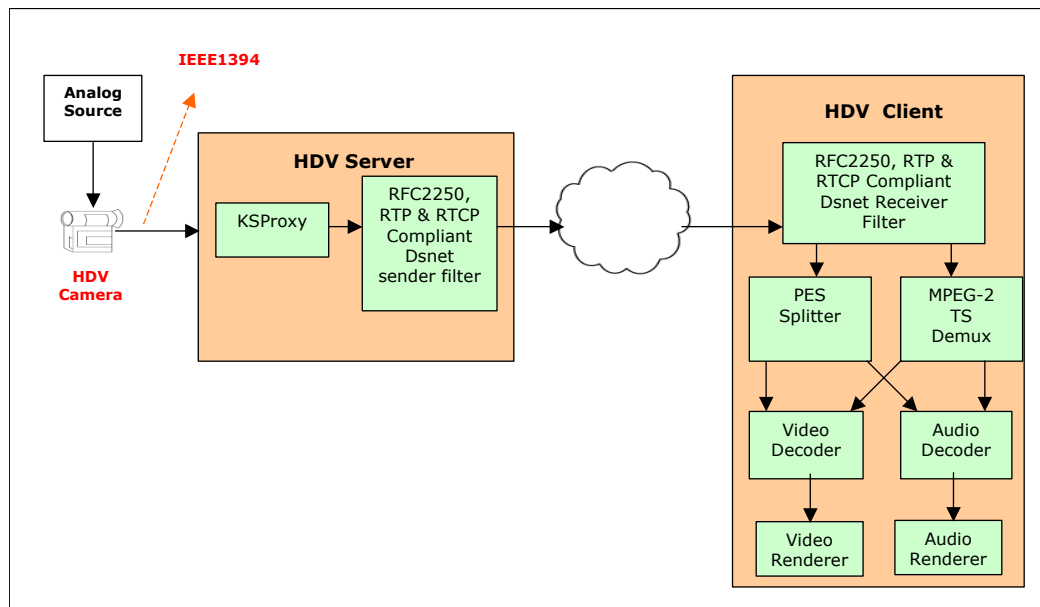 IEEE1394
Analog
Source
HDV
Camera
HDV Server
KSProxy
RFC2250,
RTP & RTCP
Compliant
Dsnet
sender filter
HDV Client
RFC2250, RTP &
RTCP Compliant
Dsnet Receiver
Filter
PES
Splitter
MPEG-2
TS
Demux
Video
Decoder
Audio
Decoder
Video
Renderer
Audio
Renderer